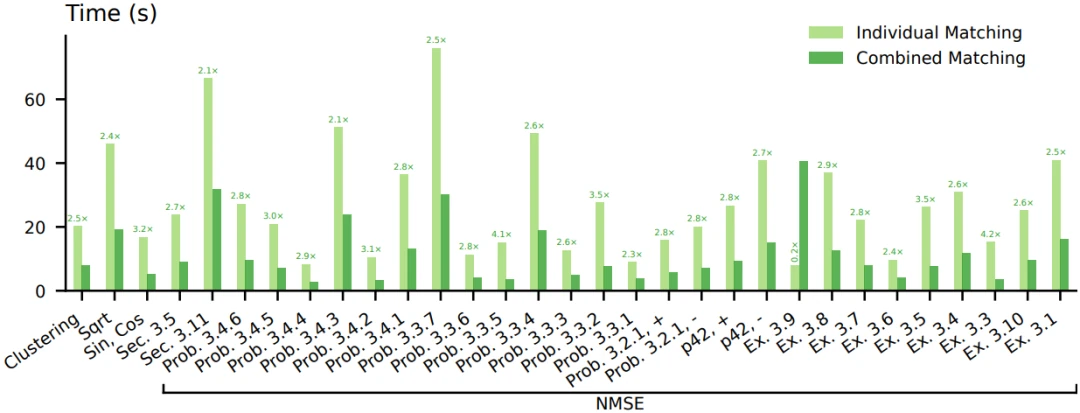 Time (s)
Individual Matching
Combined Matching
60
40
20
0
2.5×
2.4×
3.2×
2.7×
2.1×
2.8×
3.0×
2.9×
2.1×
3.1×
2.8×
2.5×
2.8×
4.1×
2.6×
2.6×
3.5×
2.3×
2.8×
2.8×
2.8×
2.7×
0.2×
2.9×
2.8×
2.4×
3.5×
2.6×
4.2×
2.6×
2.5×
Clustering
Sqrt
Sin, Cos
Sec. 3.5
Sec. 3.11
Prob. 3.4.6
Prob. 3.4.5
Prob. 3.4.4
Prob. 3.4.3
Prob. 3.4.2
Prob. 3.4.1
Prob. 3.3.7
Prob. 3.3.6
Prob. 3.3.5
Prob. 3.3.4
Prob. 3.3.3
Prob. 3.3.2
Prob. 3.3.1
Prob. 3.2.1, +
Prob. 3.2.1, -
p42, +
p42, -
Ex. 3.9
Ex. 3.8
Ex. 3.7
Ex. 3.6
Ex. 3.5
Ex. 3.4
Ex. 3.3
Ex. 3.10
Ex. 3.1
NMSE